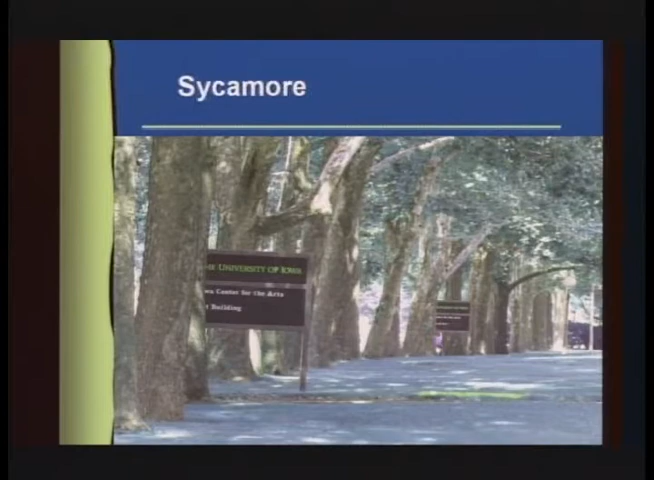 Sycamore
THE UNIVERSITY OF IOWA
Center for the Arts
Building